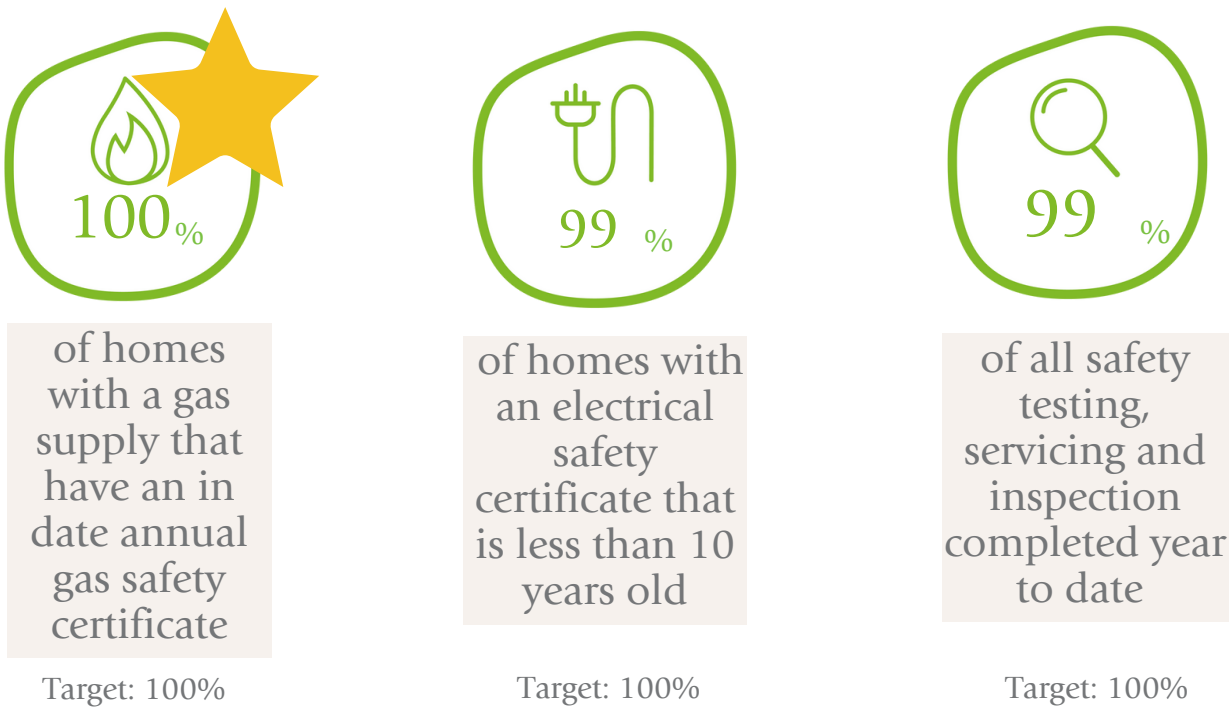 100%
of homes
with a gas
supply that
have an in
date annual
gas safety
certificate
Target: 100%
99 %
of homes with
an electrical
safety
certificate that
is less than 10
years old
Target: 100%
99 %
of all safety
testing,
servicing and
inspection
completed year
to date
Target: 100%